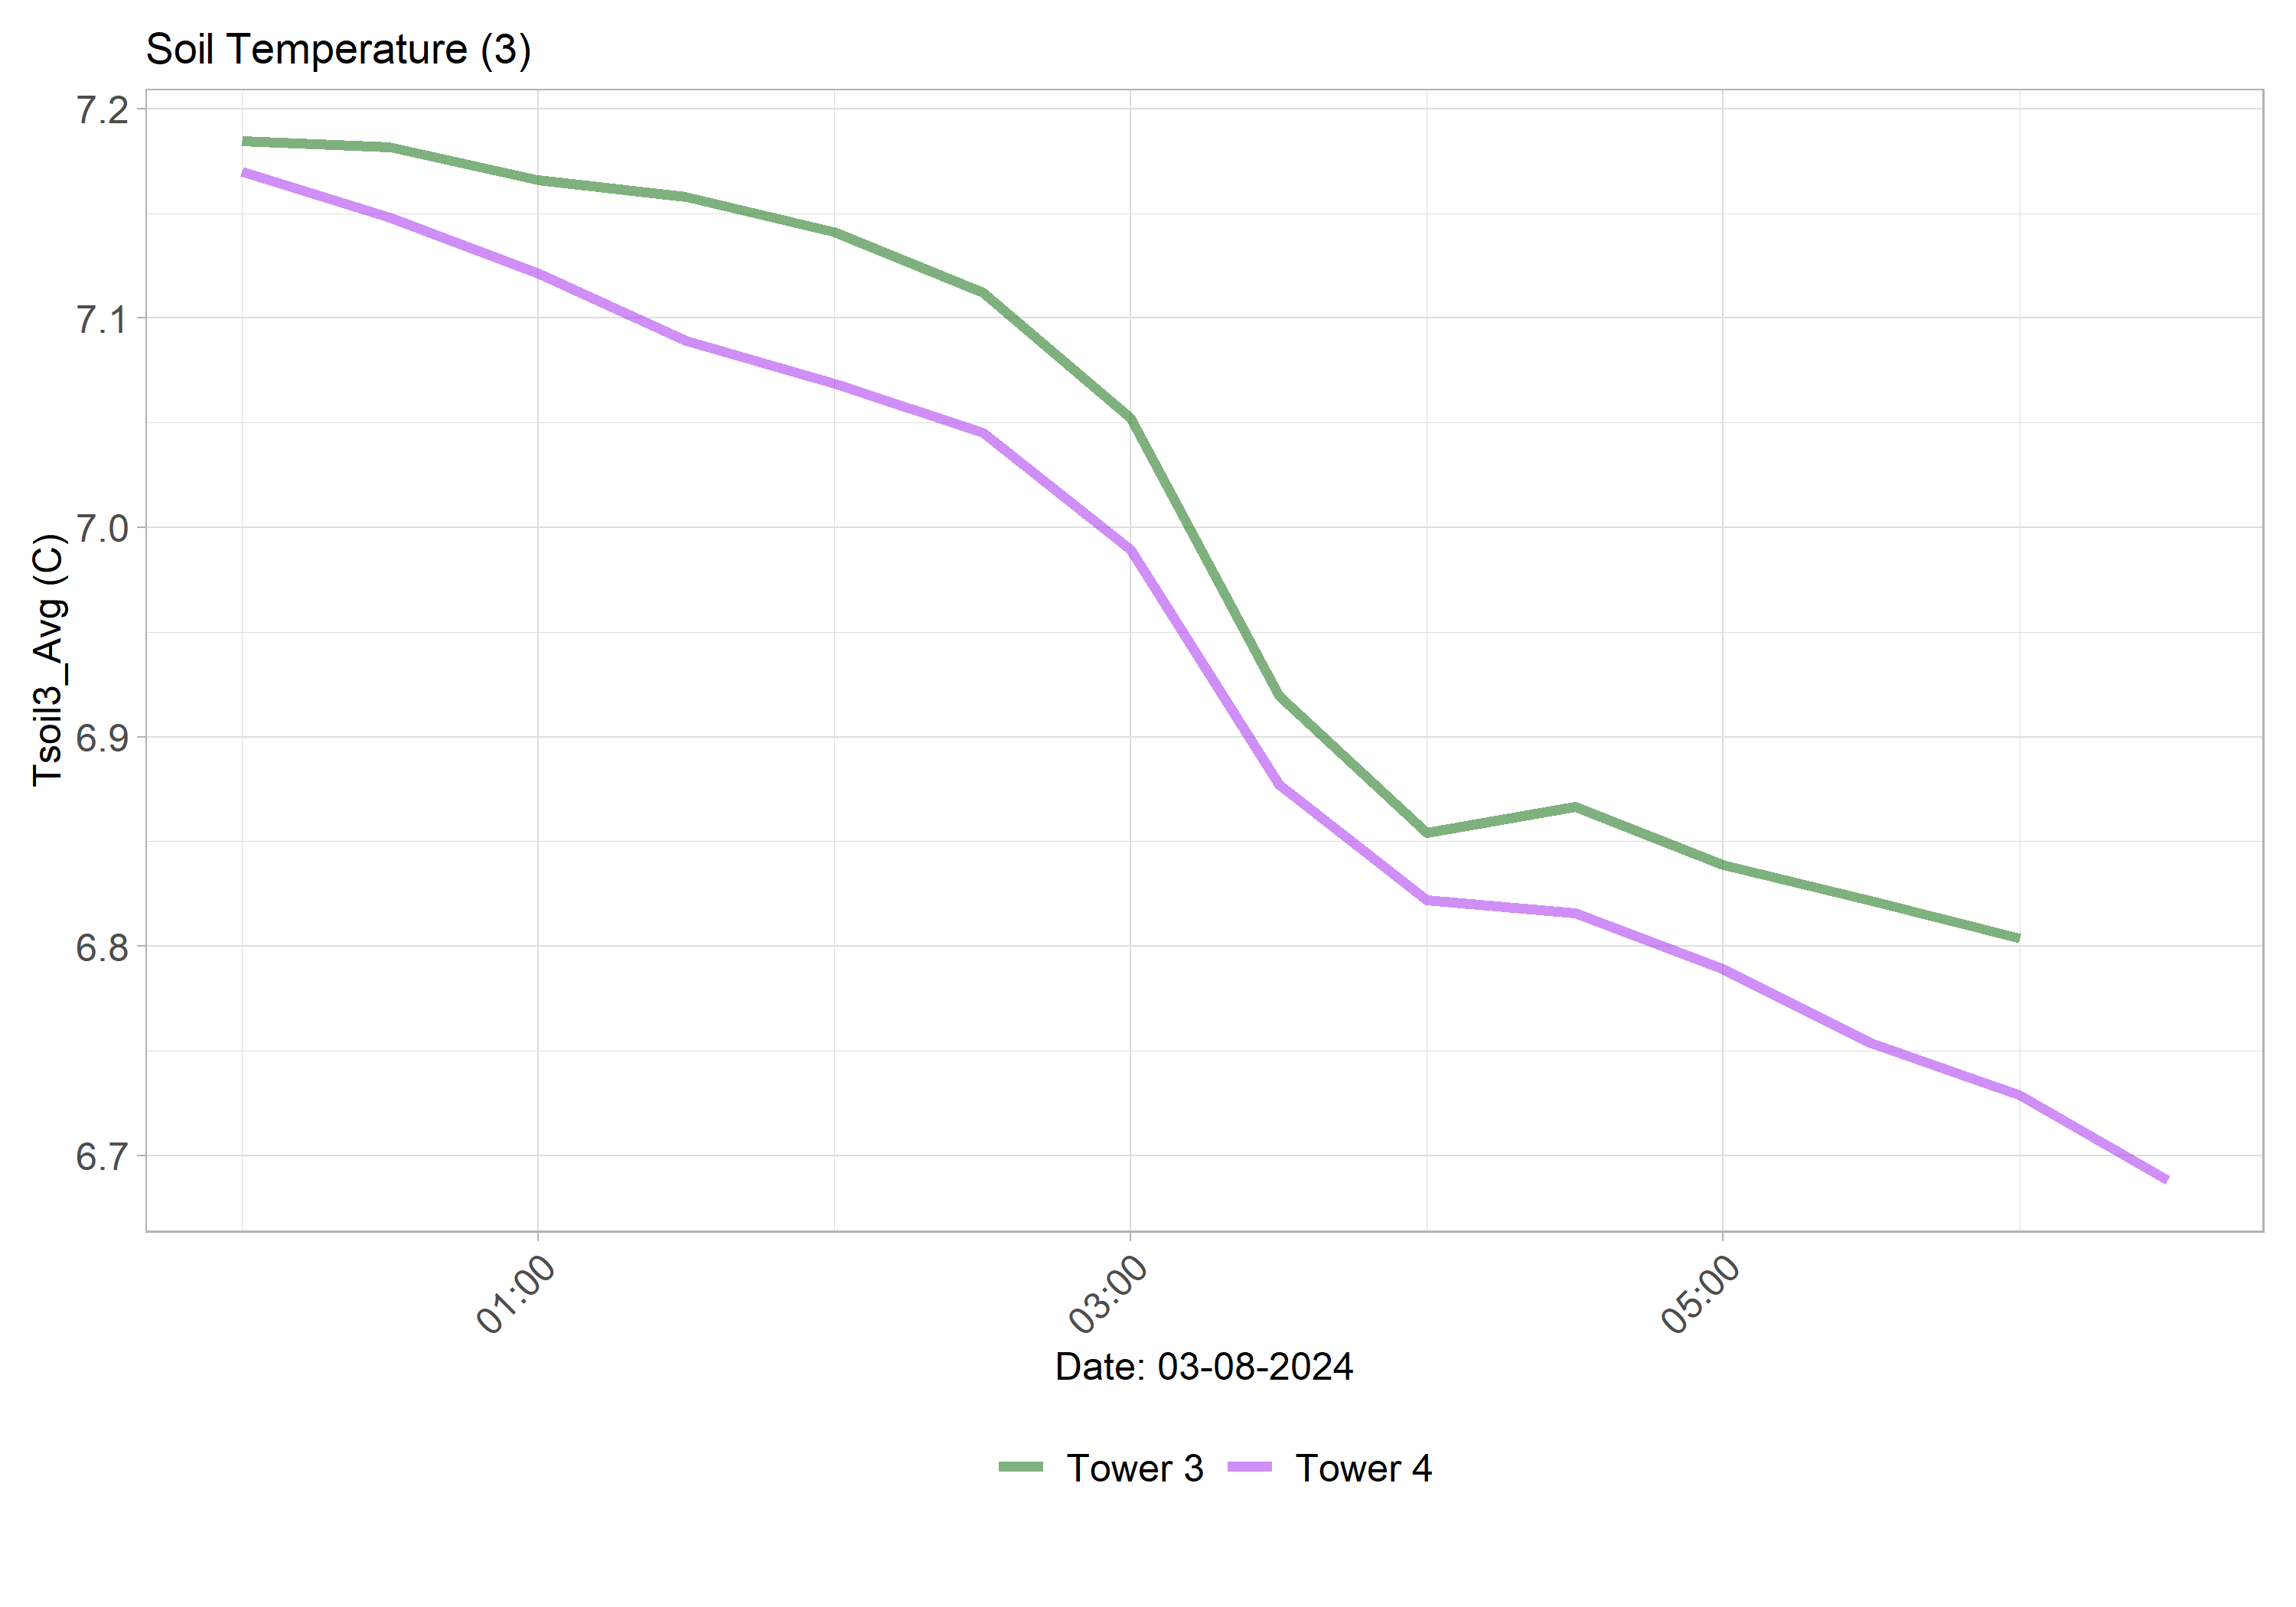 Soil Temperature (3)
7.2
7.1
7.0
6.9
6.8
6.7
Tsoil3_Avg (C)
01:00
03:00
05:00
Date: 03-08-2024
Tower 3
Tower 4